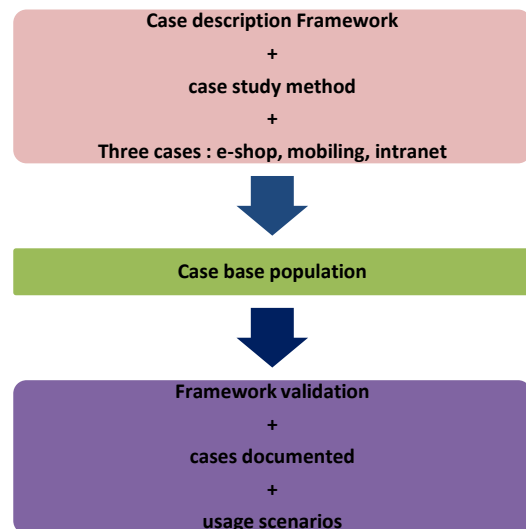 Case description Framework
+
case study method
+
Three cases : e-shop, mobiling, intranet
Case base population
Framework validation
+
cases documented
+
usage scenarios